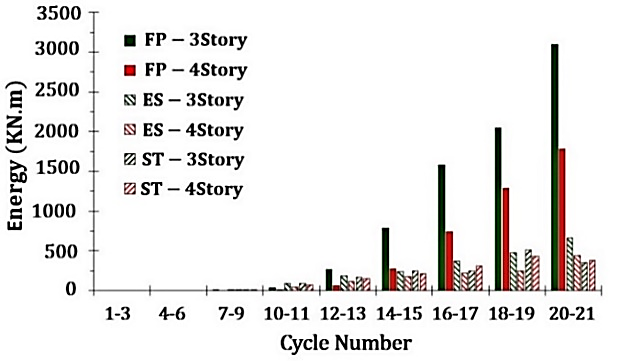 3500
3000
2500
2000
1500
1000
500
0
Energy (KN.m)
FP – 3Story
FP – 4Story
ES – 3Story
ES – 4Story
ST – 3Story
ST – 4Story
1-3 4-6 7-9 10-11 12-13 14-15 16-17 18-19 20-21
Cycle Number